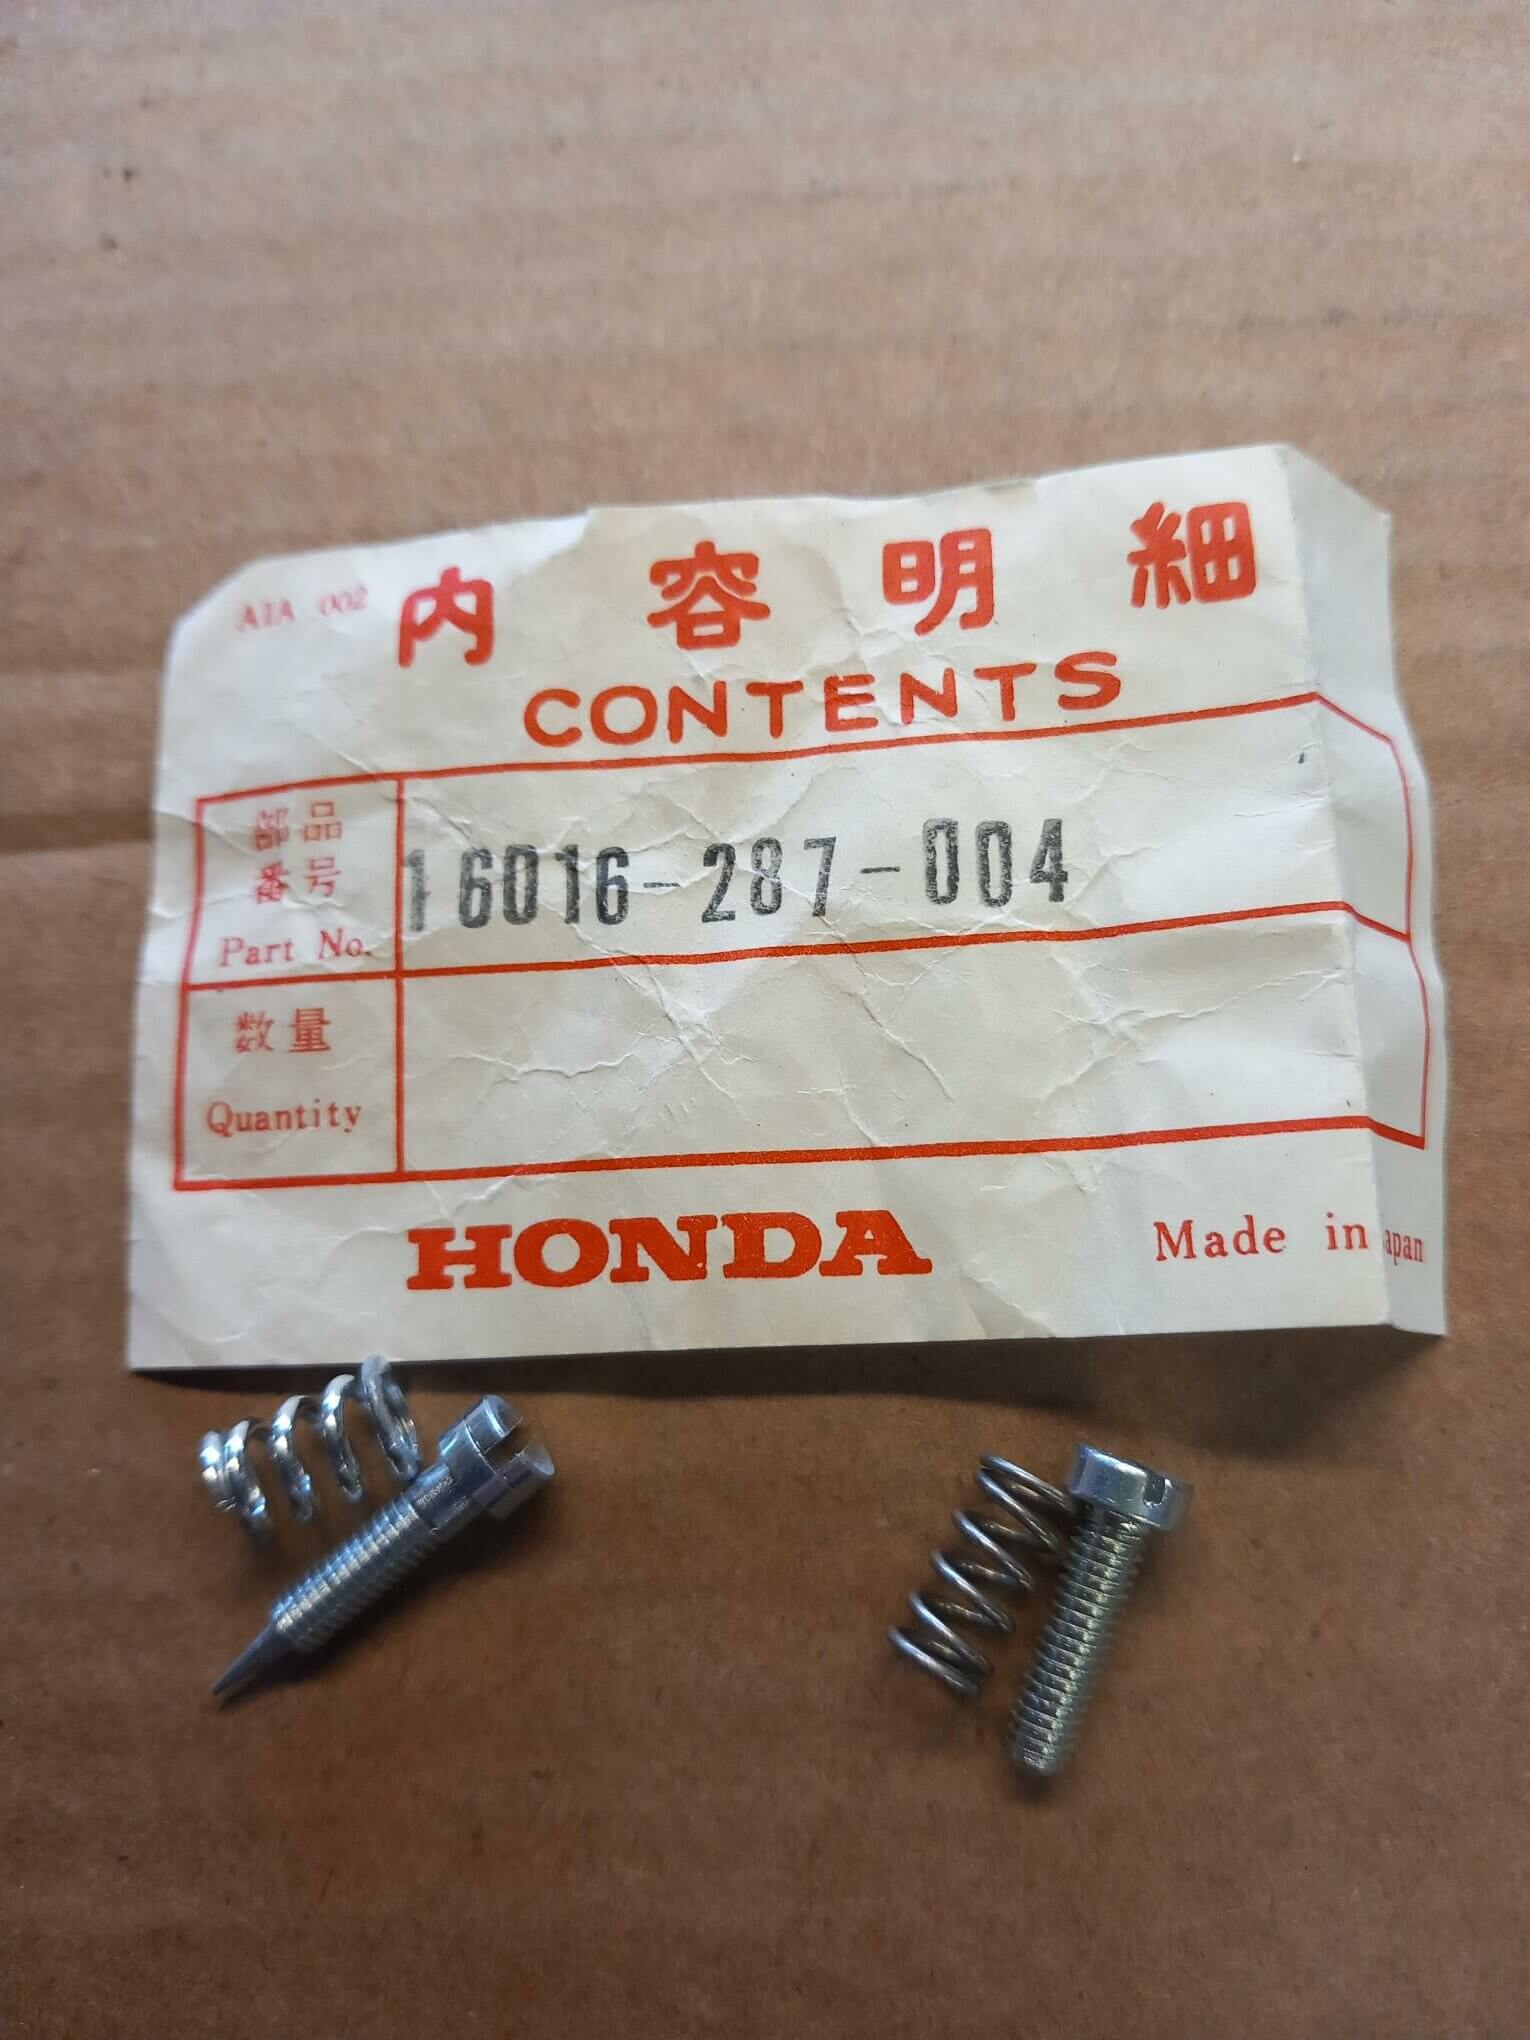 A1A 002
内容明細
CONTENTS
部品
番号
Part No.
16016-287-004
数量
Quantity
HONDA
Made in apan